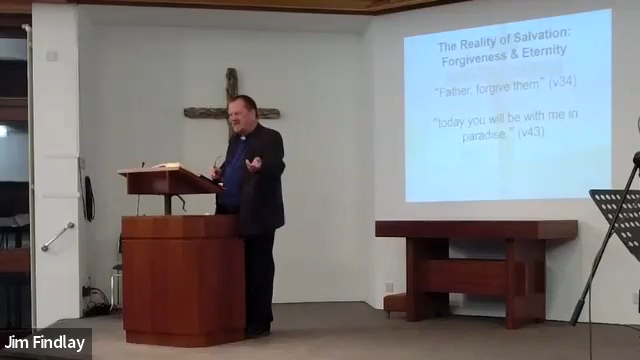 The Reality of Salvation:
Forgiveness & Eternity
"Father, forgive them" (v34)
"today you will be with me in
paradise." (v43)
Jim Findlay